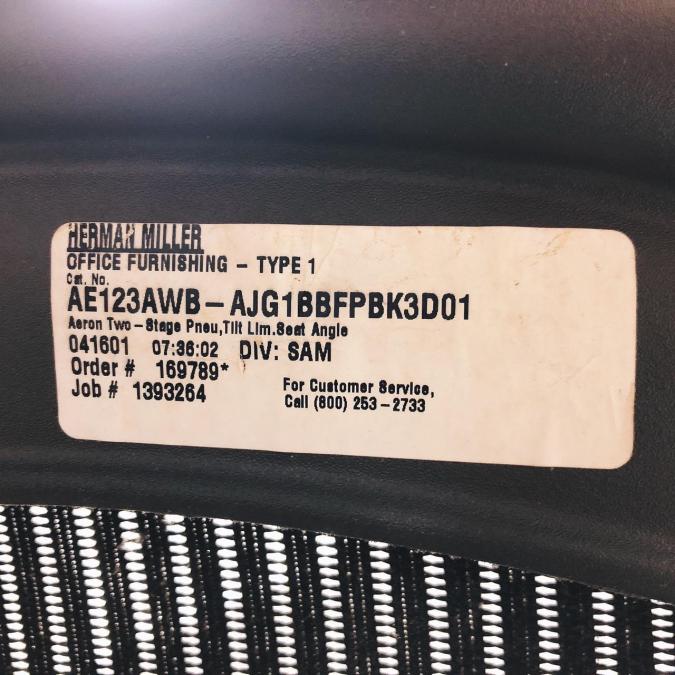 HERMAN MILLER
OFFICE FURNISHING – TYPE 1
Cat. No.
AE123AWB – AJG1BBFPBK3D01
Aeron Two–Stage Pneu,Tilt Lim.Seat Angle
041601 07:36:02 DIV: SAM
Order # 169789*
Job # 1393264
For Customer Service,
Call (800) 253–2733